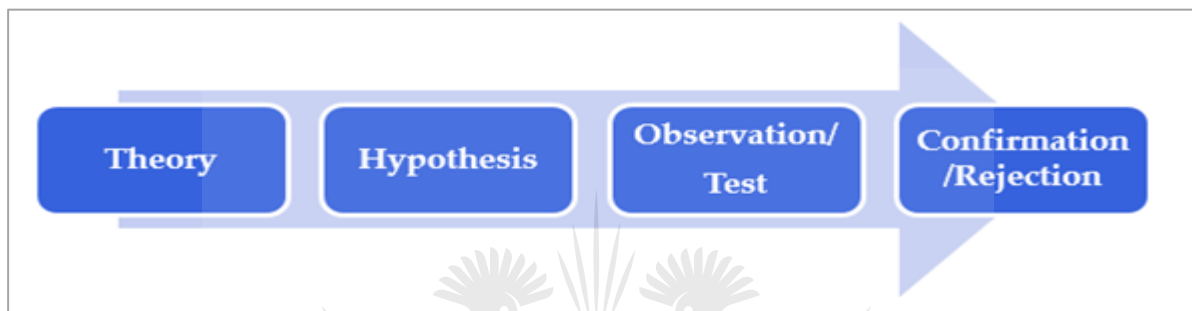 Theory
Hypothesis
Observation/
Test
Confirmation
/Rejection